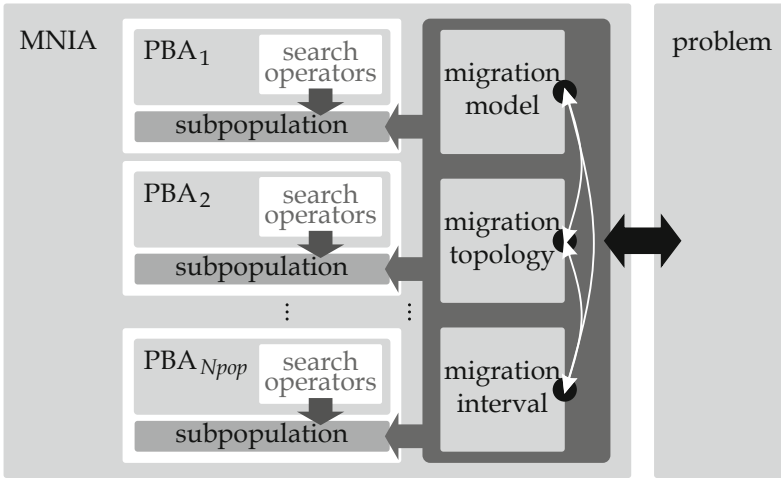 MNIA
PBA1
search
operators
subpopulation
PBA2
search
operators
subpopulation
...
PBANpop
search
operators
subpopulation
...
migration
model
migration
topology
migration
interval
problem